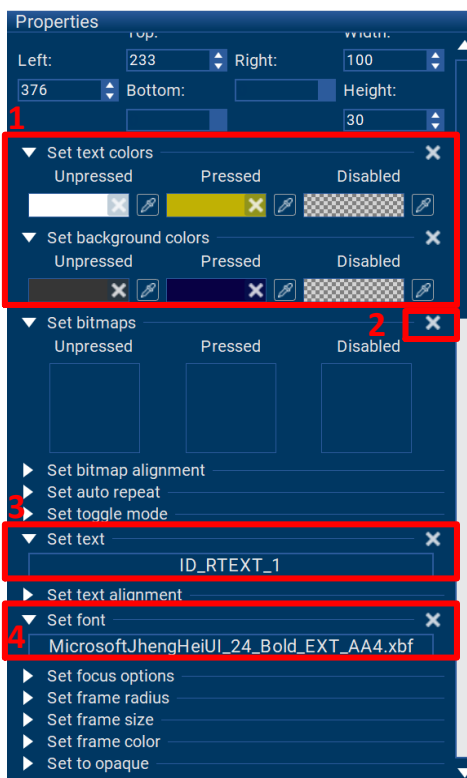 Properties
Top: Width:
Left: 233 Right: 100
376 Bottom: Height:
1 30
Set text colors
Unpressed Pressed Disabled
Set background colors
Unpressed Pressed Disabled
Set bitmaps 2
Unpressed Pressed Disabled
Set bitmap alignment
Set auto repeat
3 Set toggle mode
Set text
ID_RTEXT_1
Set text alignment
Set font
4 MicrosoftJhengHeiUI_24_Bold_EXT_AA4.xbf
Set focus options
Set frame radius
Set frame size
Set frame color
Set to opaque